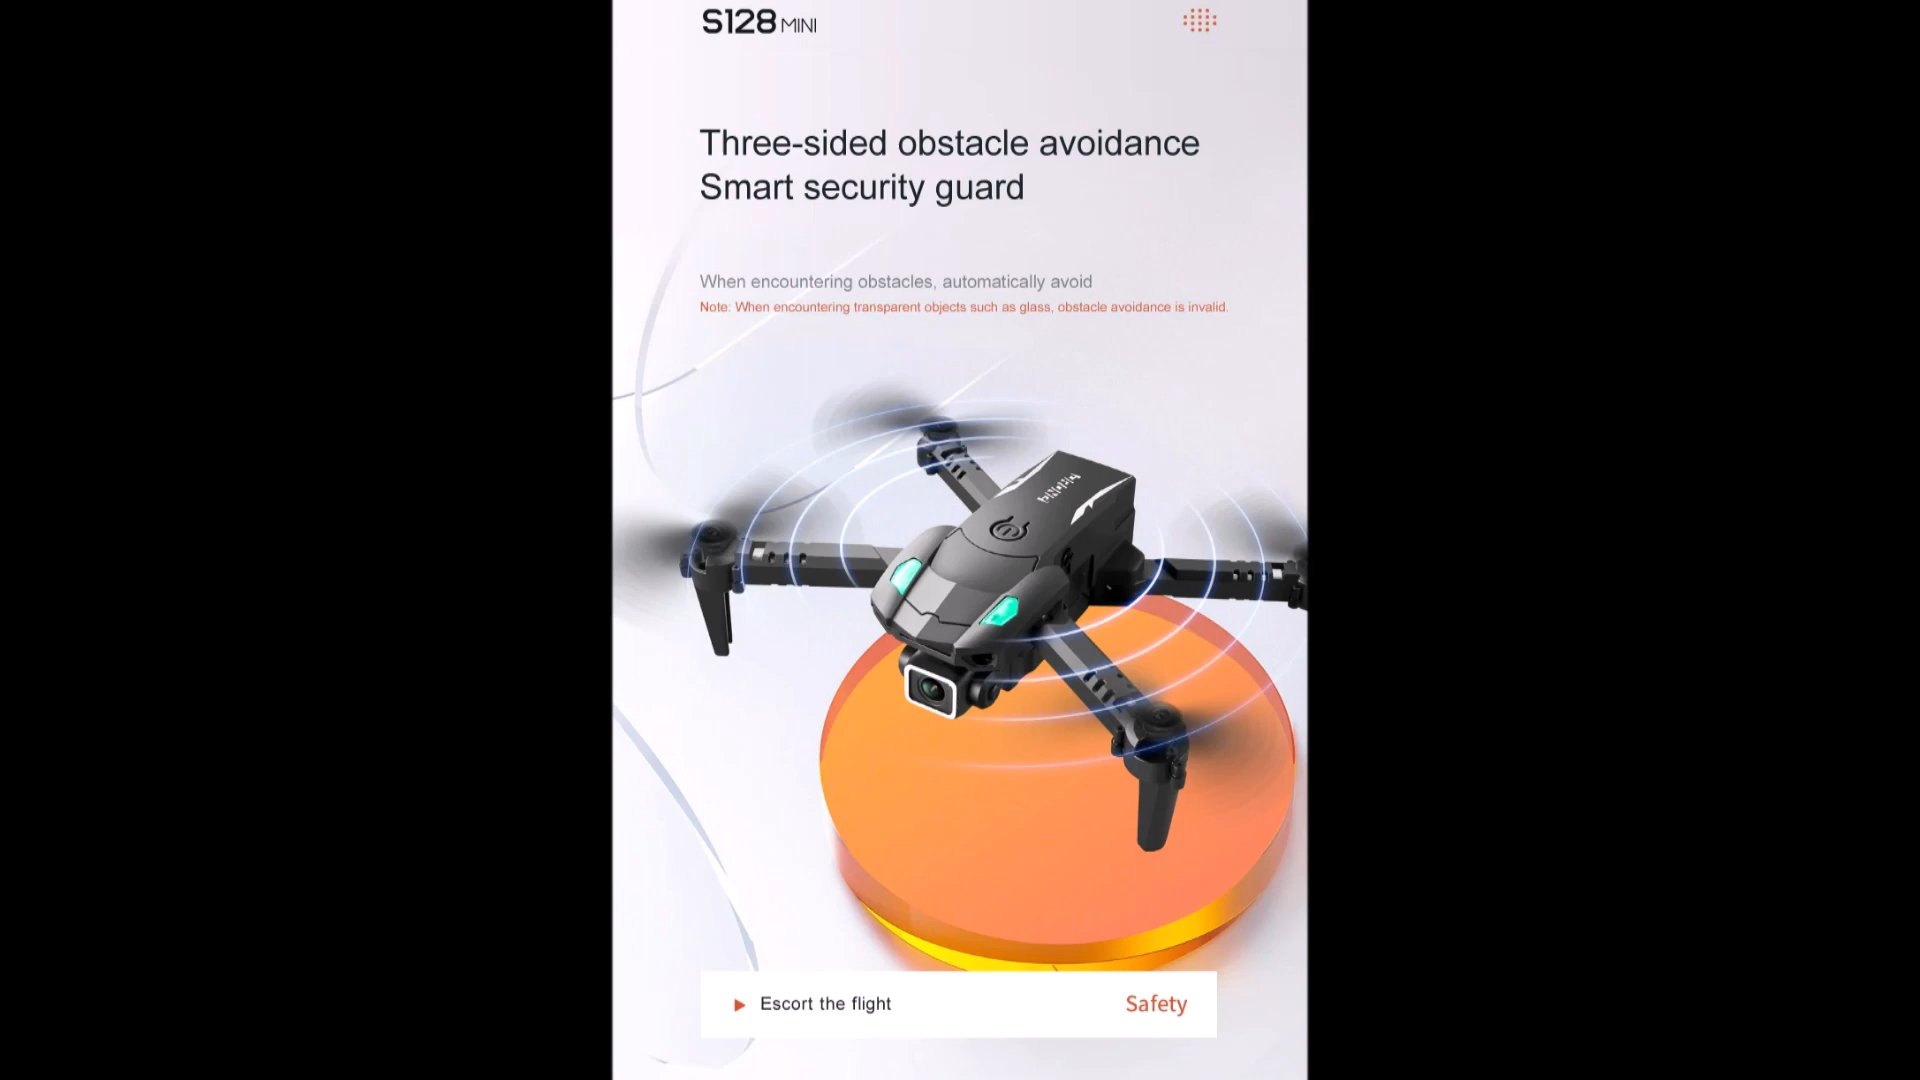 S128 MINI
Three-sided obstacle avoidance
Smart security guard
When encountering obstacles, automatically avoid
Note: When encountering transparent objects such as glass, obstacle avoidance is invalid.
Escort the flight
Safety